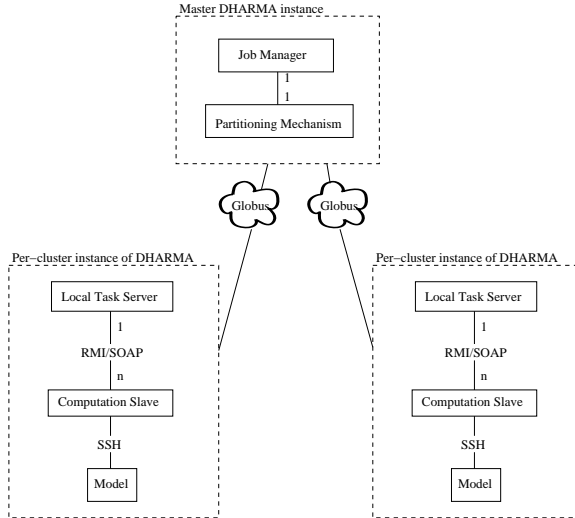 Master DHARMA instance
Job Manager
1
1
Partitioning Mechanism
Globus
Globus
Per-cluster instance of DHARMA
Local Task Server
1
RMI/SOAP
n
Computation Slave
SSH
Model
Per-cluster instance of DHARMA
Local Task Server
1
RMI/SOAP
n
Computation Slave
SSH
Model